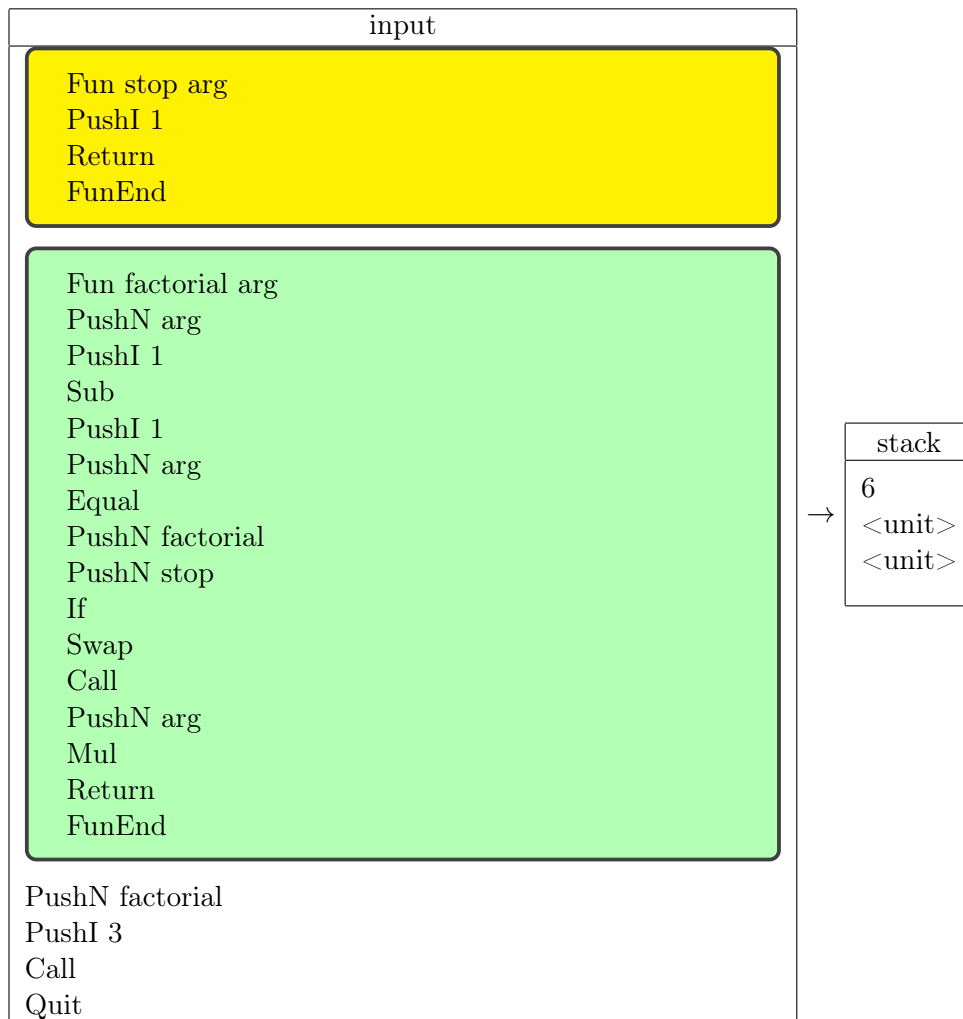 input
Fun stop arg
PushI 1
Return
FunEnd
Fun factorial arg
PushN arg
PushI 1
Sub
PushI 1
PushN arg
Equal
PushN factorial
PushN stop
If
Swap
Call
PushN arg
Mul
Return
FunEnd
PushN factorial
PushI 3
Call
Quit
→
stack
6
<unit>
<unit>